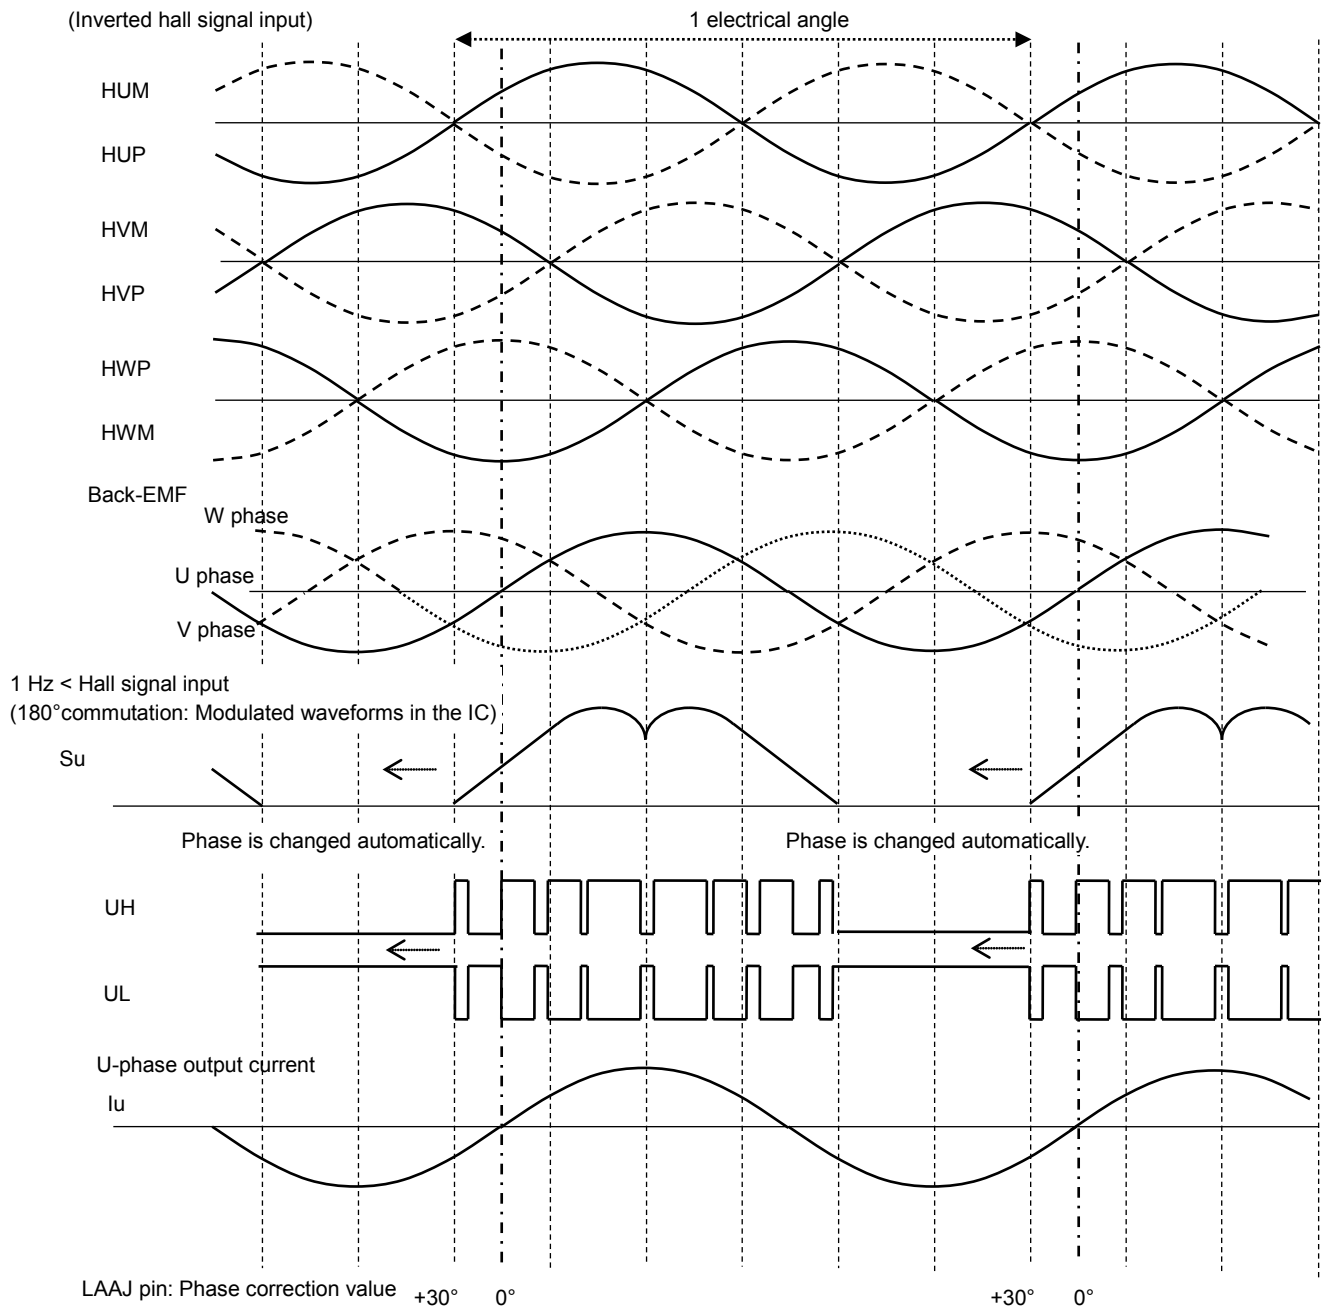 (Inverted hall signal input)
1 electrical angle
HUM
HUP
HVM
HVP
HWP
HWM
Back-EMF
W phase
U phase
V phase
1 Hz < Hall signal input
(180°commutation: Modulated waveforms in the IC)
Su
Phase is changed automatically.
Phase is changed automatically.
UH
UL
U-phase output current
Iu
LAAJ pin: Phase correction value
+30°
0°
+30°
0°